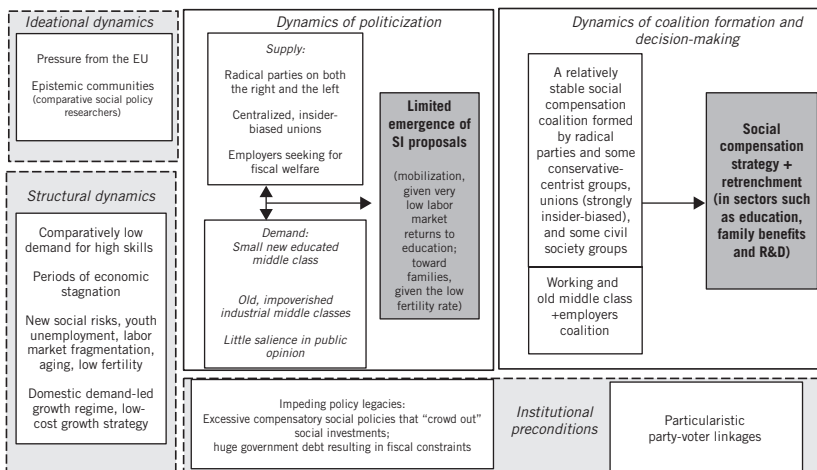 Ideational dynamics
Pressure from the EU
Epistemic communities
(comparative social policy
researchers)
Structural dynamics
Comparatively low
demand for high skills
Periods of economic
stagnation
New social risks, youth
unemployment, labor
market fragmentation,
aging, low fertility
Domestic demand-led
growth regime, low-
cost growth strategy
Dynamics of politicization
Supply:
Radical parties on both
the right and the left
Centralized, insider-
biased unions
Employers seeking for
fiscal welfare
Demand:
Small new educated
middle class
Old, impoverished
industrial middle classes
Little salience in public
opinion
Limited
emergence of
SI proposals
(mobilization,
given very
low labor
market
returns to
education;
toward
families,
given the low
fertility rate)
Dynamics of coalition formation and
decision-making
A relatively
stable social
compensation
coalition formed
by radical
parties and some
conservative-
centrist groups,
unions (strongly
insider-biased),
and some civil
society groups
Working and
old middle class
+employers
coalition
Social
compensation
strategy +
retrenchment
(in sectors such
as education,
family benefits
and R&D)
Impeding policy legacies:
Excessive compensatory social policies that “crowd out”
social investments;
huge government debt resulting in fiscal constraints
Institutional
preconditions
Particularistic
party-voter linkages